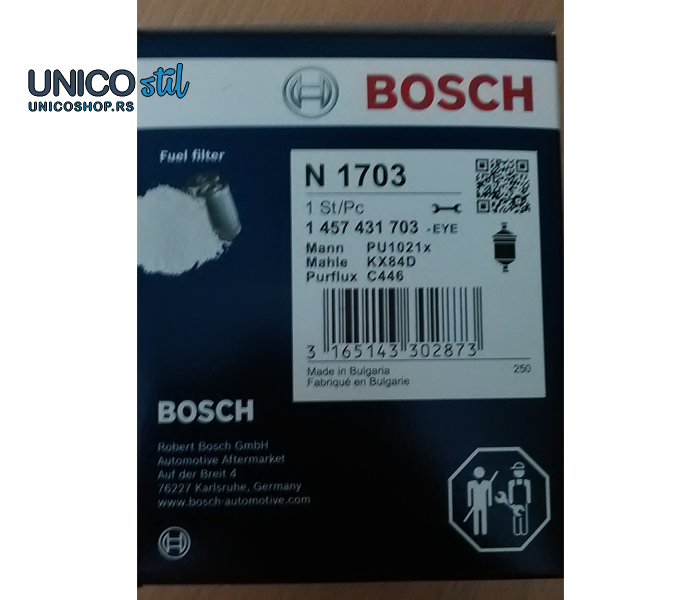 UNICO stil
UNICOSHOP.RS
BOSCH
Fuel filter
N 1703
1 St/Pc
1 457 431 703 -EYE
Mann PU1021x
Mahle KX84D
Purflux C446
3 165143 302873
Made in Bulgaria 250
Fabriqué en Bulgarie
BOSCH
Robert Bosch GmbH
Automotive Aftermarket
Auf der Breit 4
76227 Karlsruhe, Germany
www.bosch-automotive.com